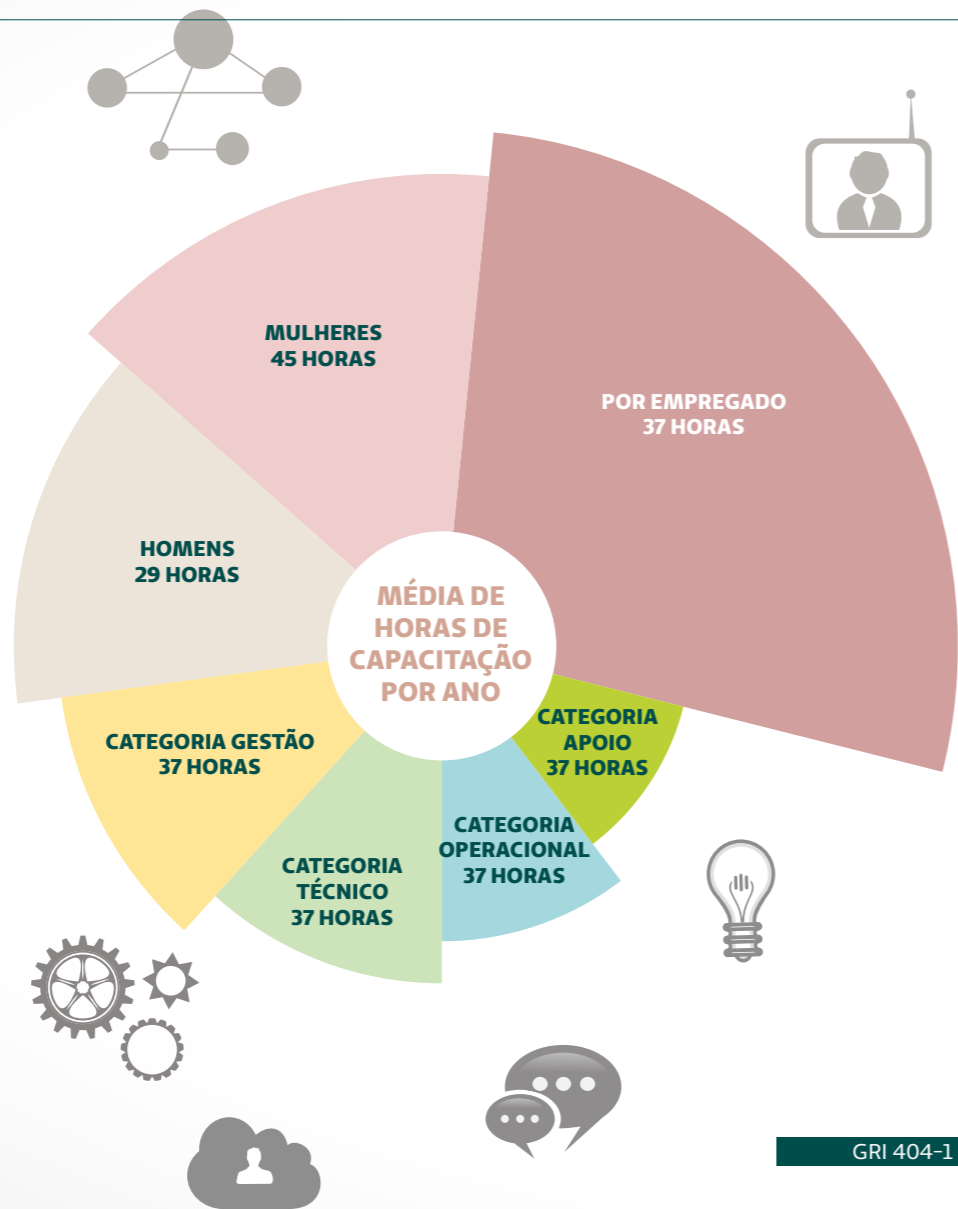 MULHERES
45 HORAS
POR EMPREGADO
37 HORAS
HOMENS
29 HORAS
MÉDIA DE
HORAS DE
CAPACITAÇÃO
POR ANO
CATEGORIA GESTÃO
37 HORAS
CATEGORIA
APOIO
37 HORAS
CATEGORIA
OPERACIONAL
37 HORAS
CATEGORIA
TÉCNICO
37 HORAS
GRI 404-1